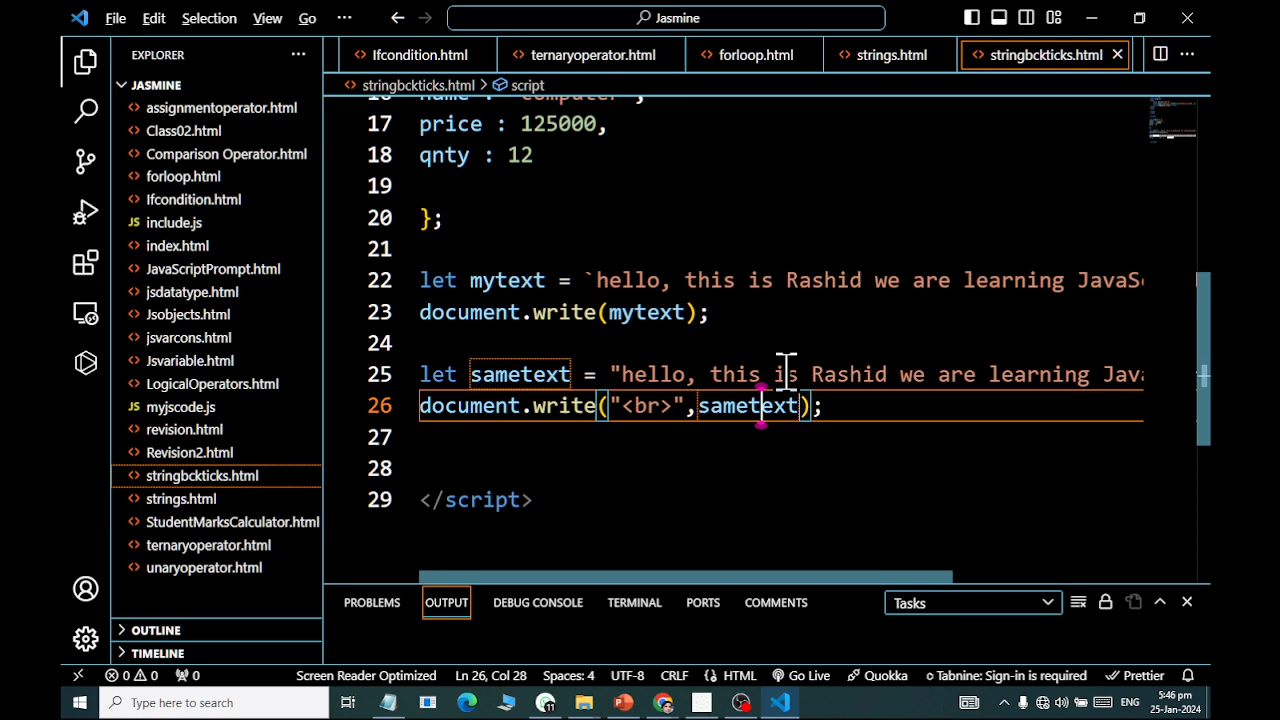 File Edit Selection View Go ··· Jasmine
EXPLORER ···
Ifcondition.html ternaryoperator.html forloop.html strings.html stringbckticks.html ···
JASMINE
stringbckticks.html > script
assignmentoperator.html
Class02.html
Comparison Operator.html
forloop.html
Ifcondition.html
JS include.js
index.html
JavaScriptPrompt.html
jsdatatype.html
Jsobjects.html
jsvarcons.html
Jsvariable.html
LogicalOperators.html
JS myjscode.js
revision.html
Revision2.html
stringbckticks.html
strings.html
StudentMarksCalculator.html
ternaryoperator.html
unaryoperator.html
OUTLINE
TIMELINE
17 price : 125000,
18 qnty : 12
19
20 };
21
22 let mytext = `hello, this is Rashid we are learning JavaSc
23 document.write(mytext);
24
25 let sametext = "hello, this is Rashid we are learning Java
26 document.write("<br>",sametext);
27
28
29 </script>
PROBLEMS OUTPUT DEBUG CONSOLE TERMINAL PORTS COMMENTS Tasks
0 0 0 Screen Reader Optimized Ln 26, Col 28 Spaces: 4 UTF-8 CRLF HTML Go Live Quokka Tabnine: Sign-in is required Prettier
Type here to search
11
ENG
5:46 pm
25-Jan-2024